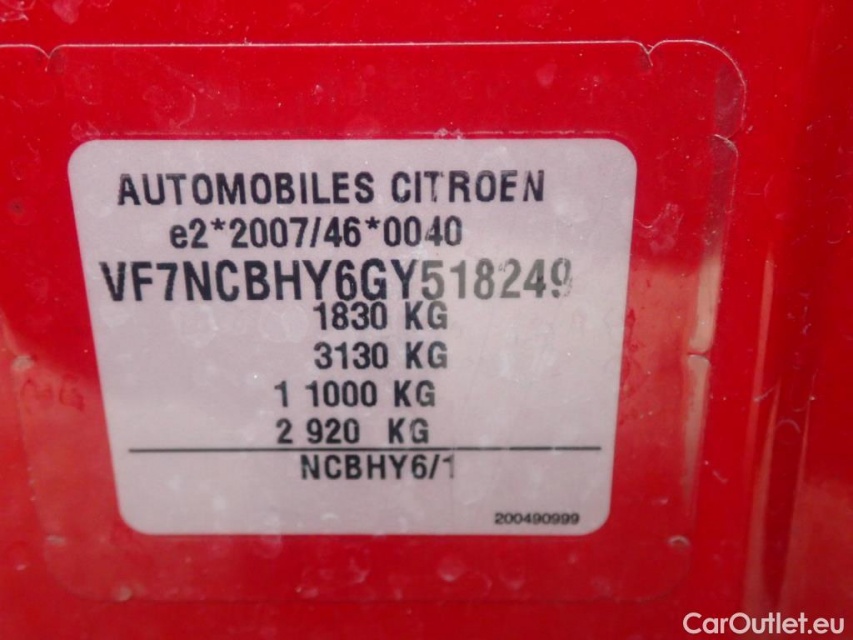 AUTOMOBILES CITROEN
e2*2007/46*0040
VF7NCBHY6GY518249
1830 KG
3130 KG
1 1000 KG
2 920 KG
NCBHY6/1
200490999
CarOutlet.eu